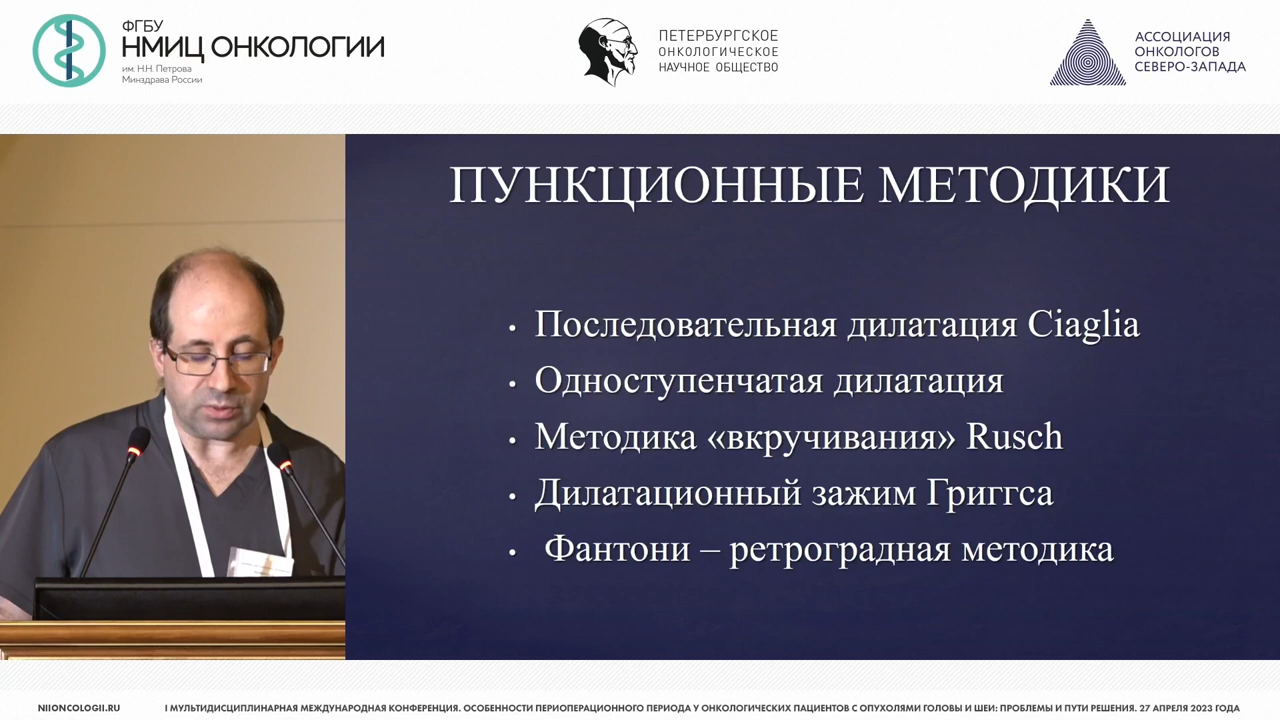 ФГБУ
НМИЦ ОНКОЛОГИИ
им. Н.Н. Петрова
Минздрава России
ПЕТЕРБУРГСКОЕ
ОНКОЛОГИЧЕСКОЕ
НАУЧНОЕ ОБЩЕСТВО
АССОЦИАЦИЯ
ОНКОЛОГОВ
СЕВЕРО-ЗАПАДА
ПУНКЦИОННЫЕ МЕТОДИКИ
• Последовательная дилатация Ciaglia
• Одноступенчатая дилатация
• Методика «вкручивания» Rusch
• Дилатационный зажим Григгса
• Фантони – ретроградная методика
NIIONCOLOGII.RU
I МУЛЬТИДИСЦИПЛИНАРНАЯ МЕЖДУНАРОДНАЯ КОНФЕРЕНЦИЯ. ОСОБЕННОСТИ ПЕРИОПЕРАЦИОННОГО ПЕРИОДА У ОНКОЛОГИЧЕСКИХ ПАЦИЕНТОВ С ОПУХОЛЯМИ ГОЛОВЫ И ШЕИ: ПРОБЛЕМЫ И ПУТИ РЕШЕНИЯ. 27 АПРЕЛЯ 2023 ГОДА